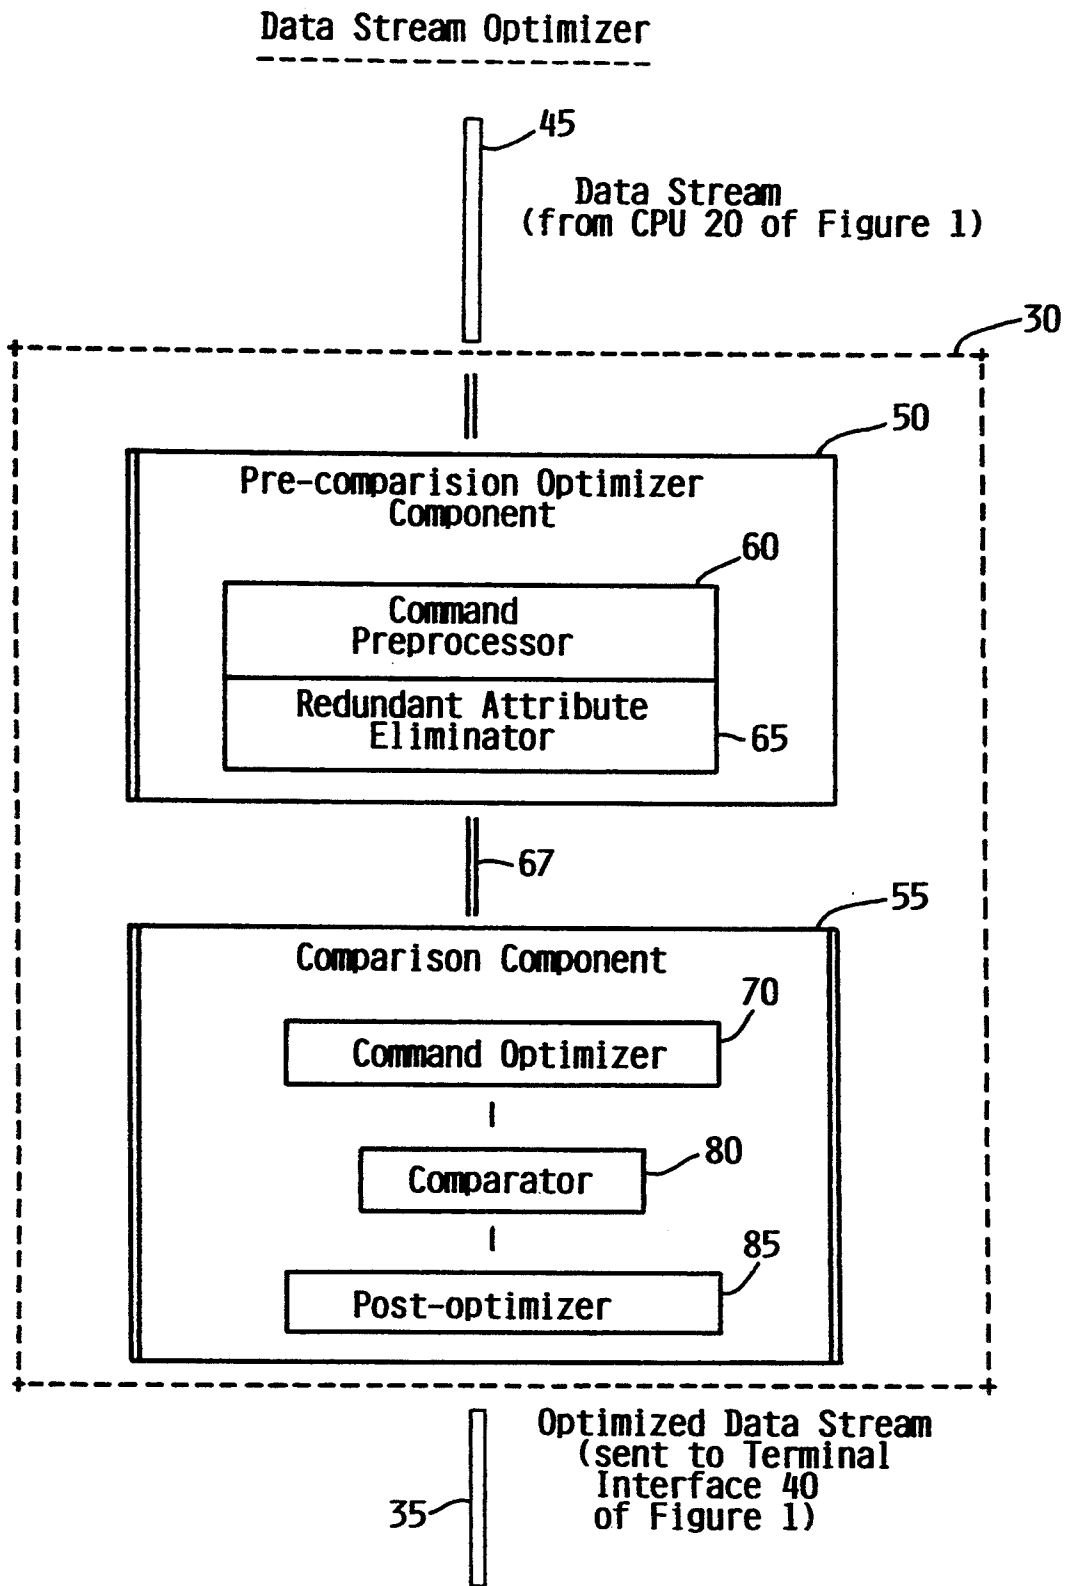 Data Stream Optimizer
45
Data Stream
(from CPU 20 of Figure 1)
30
50
Pre-comparision Optimizer
Component
60
Command
Preprocessor
Redundant Attribute
Eliminator
65
67
55
Comparison Component
70
Command Optimizer
80
Comparator
85
Post-optimizer
Optimized Data Stream
(sent to Terminal
Interface 40
of Figure 1)
35